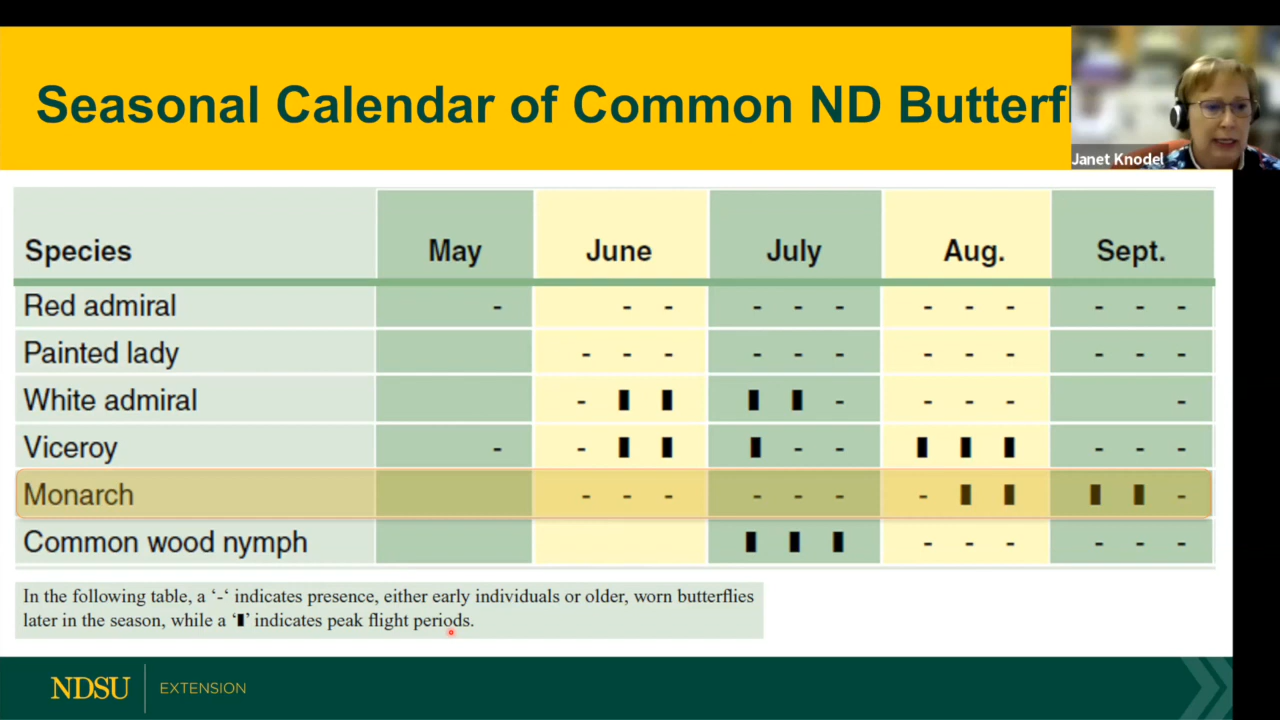 Seasonal Calendar of Common ND Butterfl
Janet Knodel
Species May June July Aug. Sept.
Red admiral - - - - - - - - - - - -
Painted lady - - - - - - - - - - - -
White admiral - ▮ ▮ ▮ ▮ - - - - -
Viceroy - - ▮ ▮ ▮ - - ▮ ▮ ▮ - - -
Monarch - - - - - - - ▮ ▮ ▮ ▮ -
Common wood nymph ▮ ▮ ▮ - - - - - -
In the following table, a ‘-‘ indicates presence, either early individuals or older, worn butterflies
later in the season, while a ‘▮’ indicates peak flight periods.
NDSU EXTENSION